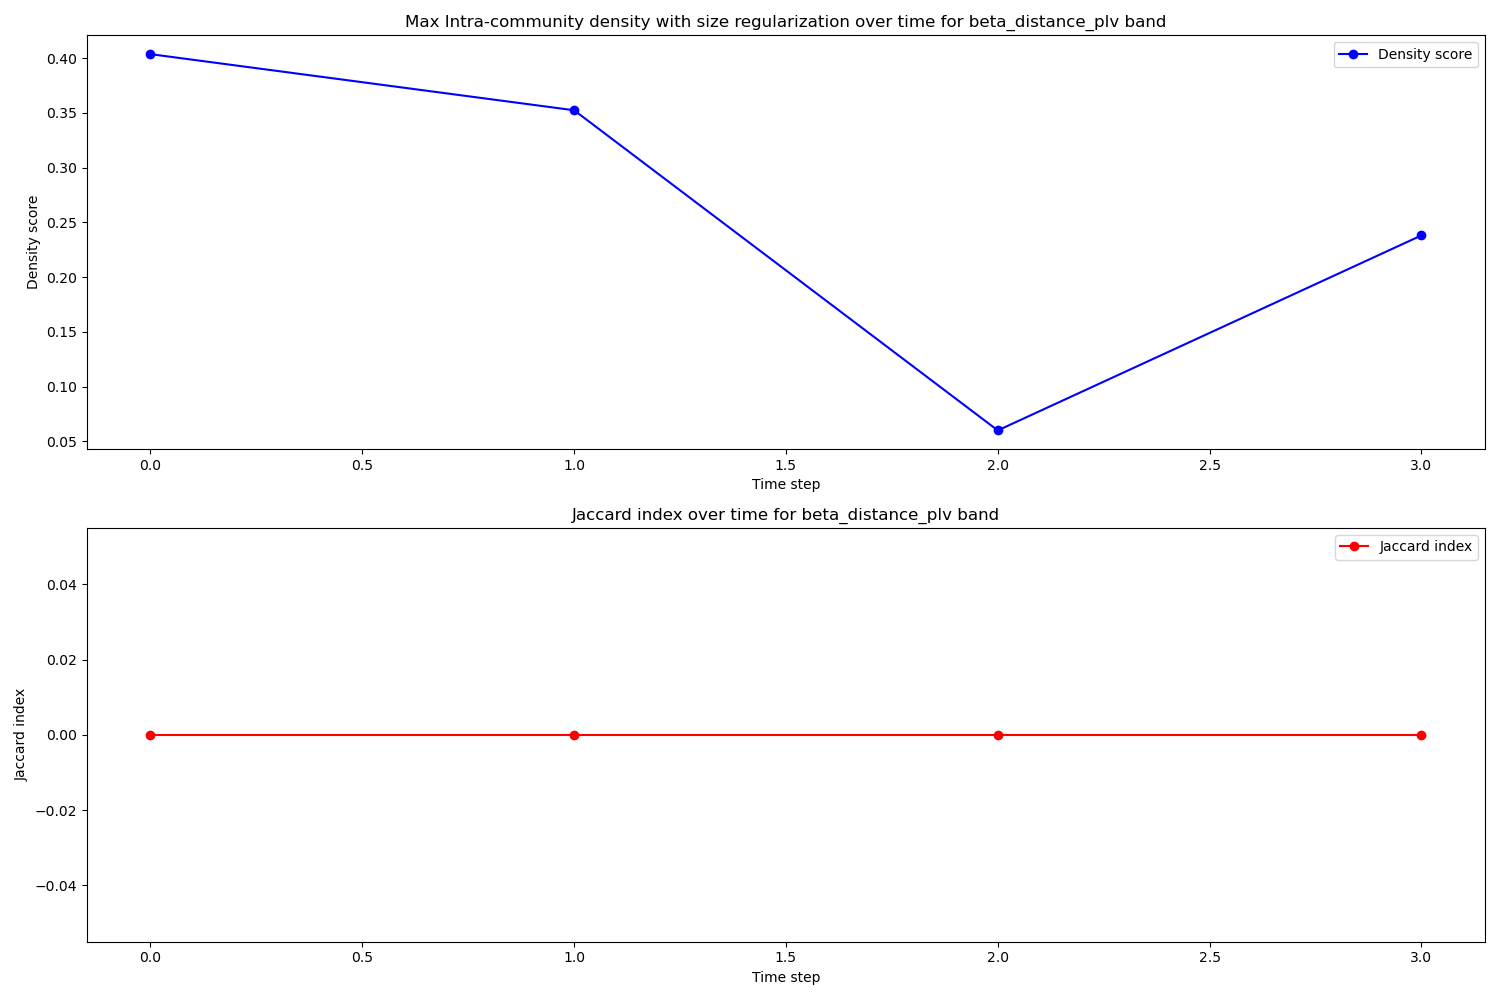 Max Intra-community density with size regularization over time for beta_distance_plv band
Density score
0.40
0.35
0.30
0.25
0.20
0.15
0.10
0.05
Density score
0.0 0.5 1.0 1.5 2.0 2.5 3.0
Time step
Jaccard index over time for beta_distance_plv band
Jaccard index
0.04
0.02
0.00
−0.02
−0.04
Jaccard index
0.0 0.5 1.0 1.5 2.0 2.5 3.0
Time step